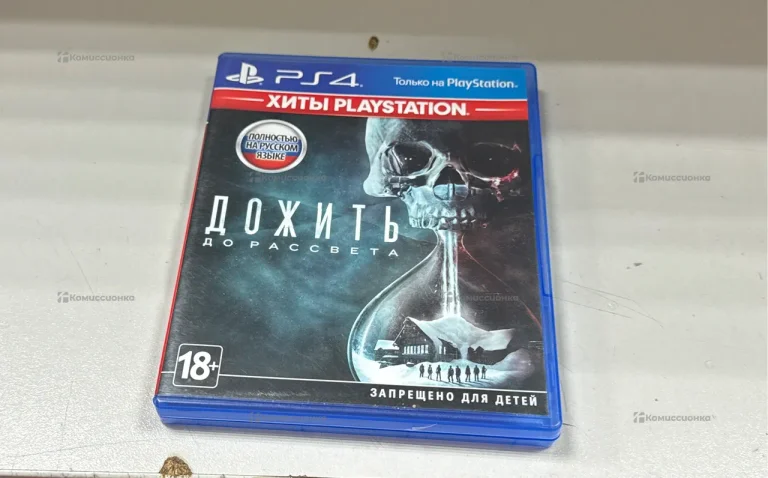 Комиссионка
PS4
Только на PlayStation
ХИТЫ PLAYSTATION
ПОЛНОСТЬЮ
НА РУССКОМ
ЯЗЫКЕ
ДОЖИТЬ
ДО РАССВЕТА
Комиссионка
Комиссионка
Комиссионка
18+
ЗАПРЕЩЕНО ДЛЯ ДЕТЕЙ
Комиссионка